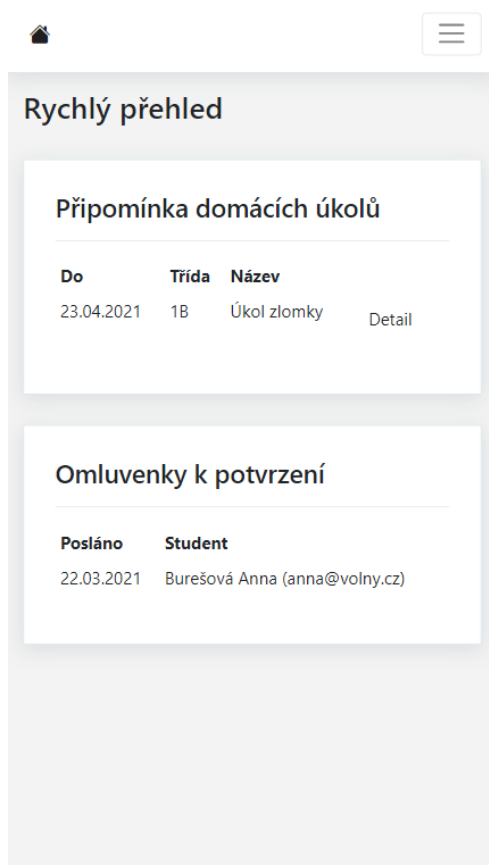 Rychlý přehled
Připomínka domácích úkolů
Do Třída Název
23.04.2021 1B Úkol zlomky Detail
Omluvenky k potvrzení
Posláno Student
22.03.2021 Burešová Anna (anna@volny.cz)